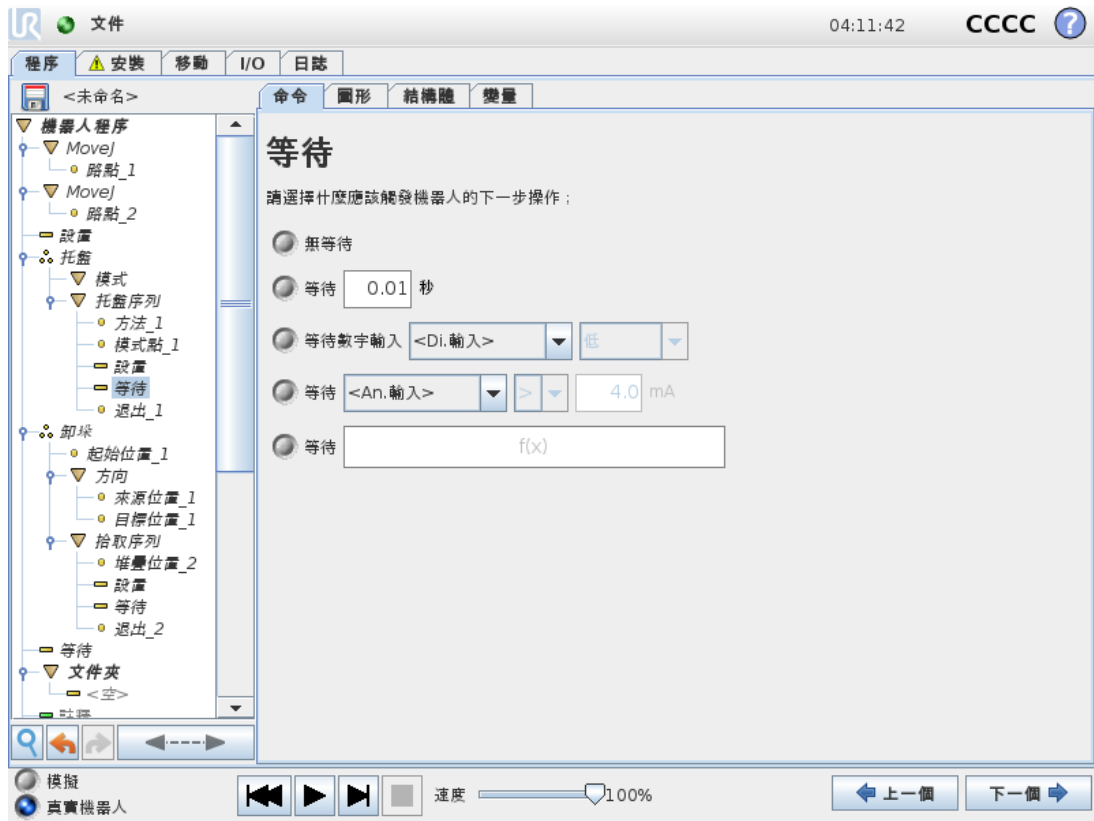 UR 文件 04:11:42 CCCC ?
程序 安裝 移動 I/O 日誌
<未命名> 命令 圖形 結構體 變量
機器人程序
MoveJ
路點_1
MoveJ
路點_2
設置
托盤
模式
托盤序列
方法_1
模式點_1
設置
等待
退出_1
卸垛
起始位置_1
方向
來源位置_1
目標位置_1
拾取序列
堆疊位置_2
設置
等待
退出_2
等待
文件夾
<空>
註釋
等待
請選擇什麼應該觸發機器人的下一步操作；
無等待
等待 0.01 秒
等待數字輸入 <Di.輸入> 低
等待 <An.輸入> > 4.0 mA
等待 f(x)
模擬
真實機器人
速度 100%
上一個 下一個